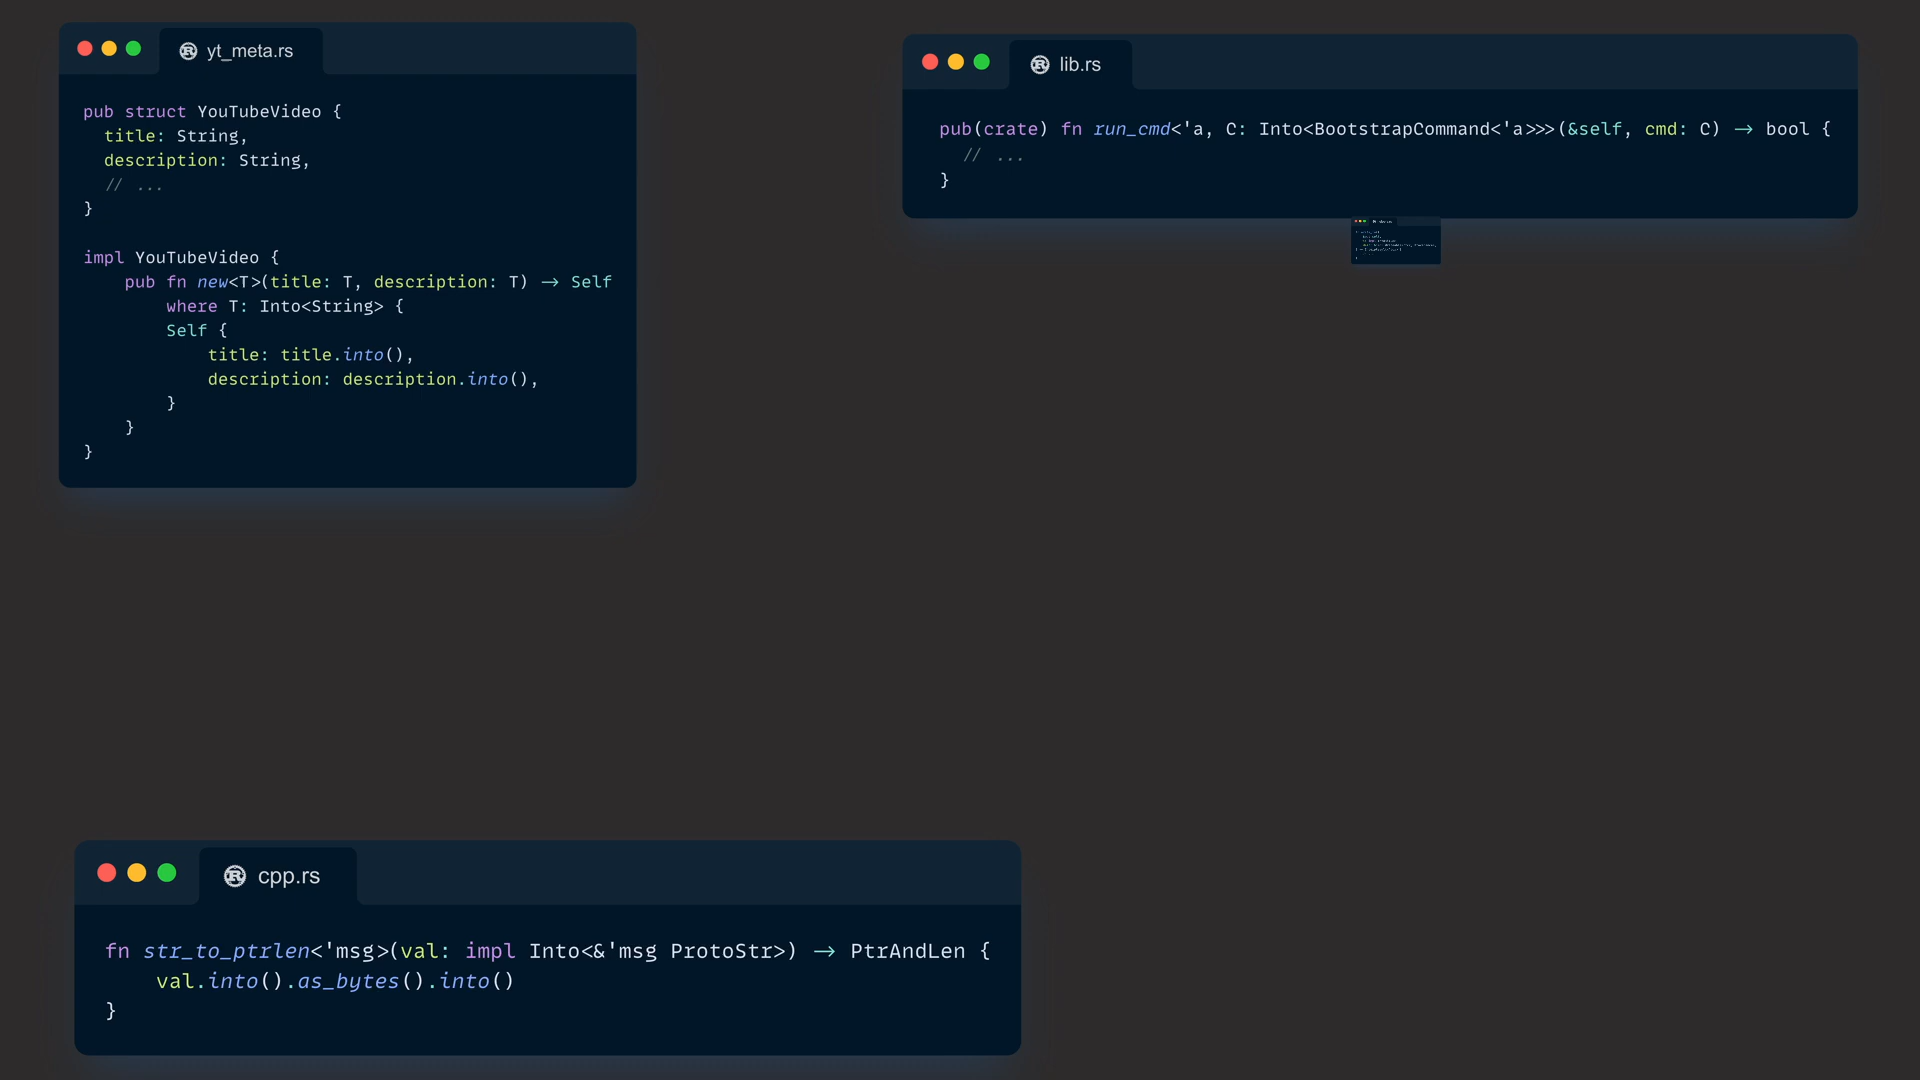 yt_meta.rs
pub struct YouTubeVideo {
  title: String,
  description: String,
  // ...
}
impl YouTubeVideo {
    pub fn new<T>(title: T, description: T) -> Self
        where T: Into<String> {
        Self {
            title: title.into(),
            description: description.into(),
        }
    }
}
lib.rs
pub(crate) fn run_cmd<'a, C: Into<BootstrapCommand<'a>>>(&self, cmd: C) -> bool {
  // ...
}
cpp.rs
fn str_to_ptrlen<'msg>(val: impl Into<&'msg ProtoStr>) -> PtrAndLen {
    val.into().as_bytes().into()
}